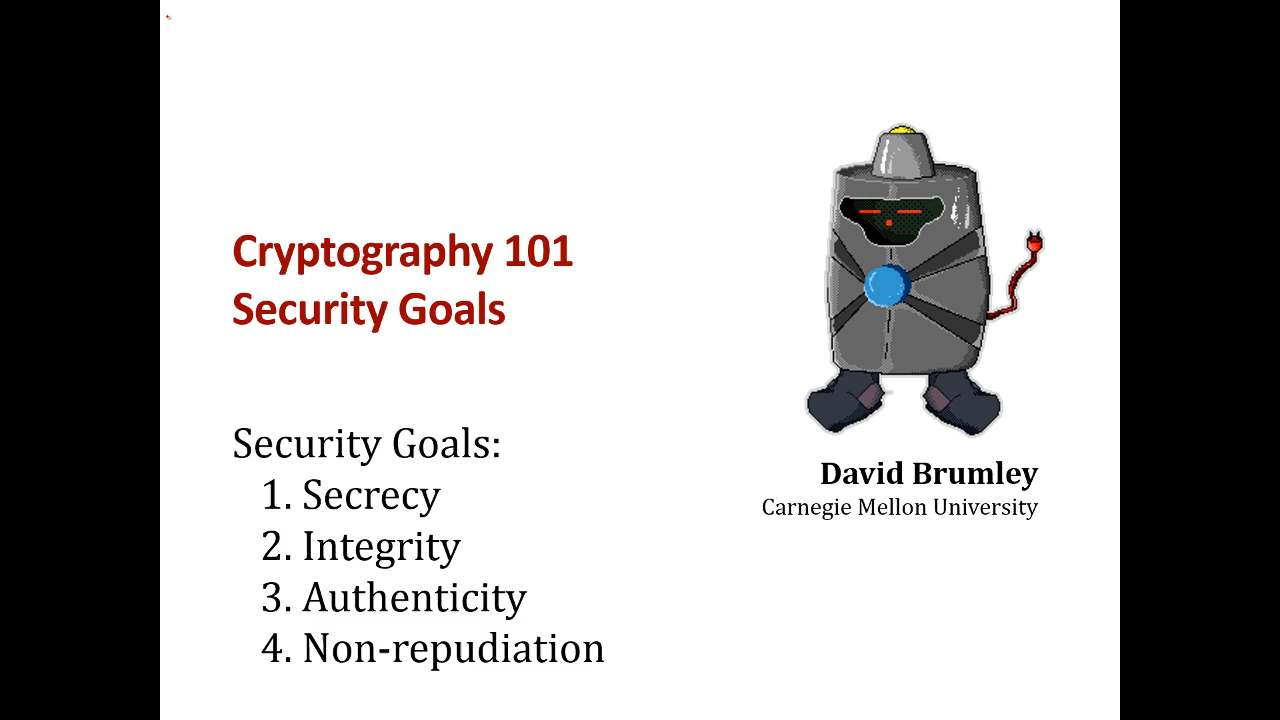 Cryptography 101
Security Goals
Security Goals:
1. Secrecy
2. Integrity
3. Authenticity
4. Non-repudiation
David Brumley
Carnegie Mellon University